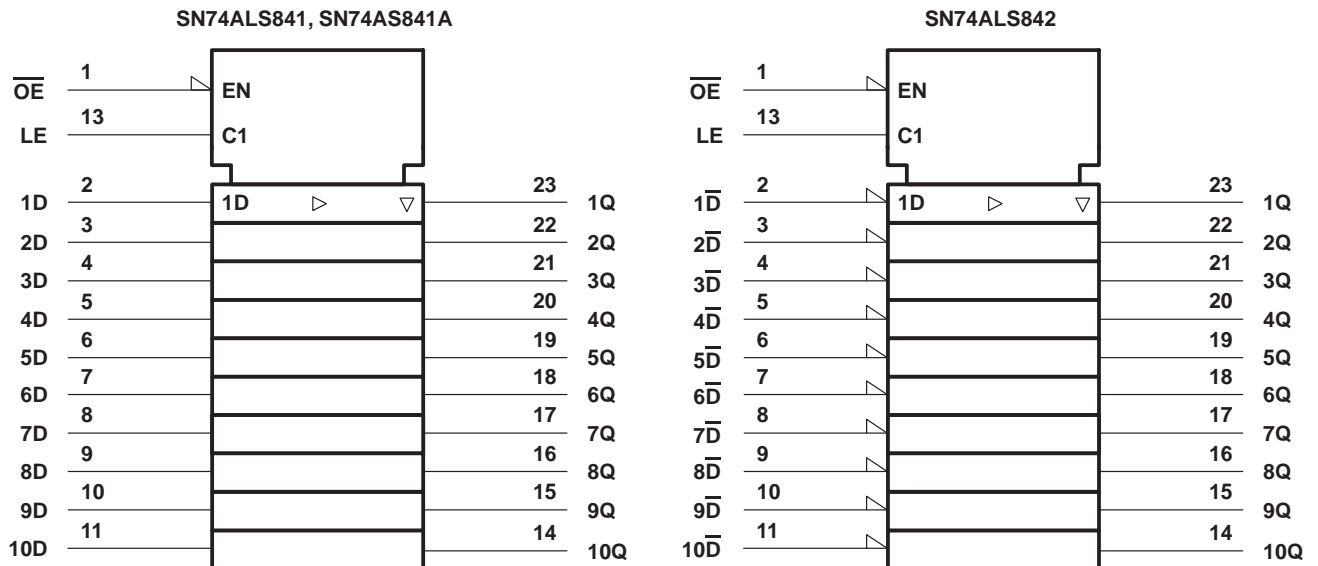 SN74ALS841, SN74AS841A
O̅E̅ 1 EN
LE 13 C1
1D 2 1D ▷ ▽ 23 1Q
2D 3 22 2Q
3D 4 21 3Q
4D 5 20 4Q
5D 6 19 5Q
6D 7 18 6Q
7D 8 17 7Q
8D 9 16 8Q
9D 10 15 9Q
10D 11 14 10Q
SN74ALS842
O̅E̅ 1 EN
LE 13 C1
1D̅ 2 1D ▷ ▽ 23 1Q
2D̅ 3 22 2Q
3D̅ 4 21 3Q
4D̅ 5 20 4Q
5D̅ 6 19 5Q
6D̅ 7 18 6Q
7D̅ 8 17 7Q
8D̅ 9 16 8Q
9D̅ 10 15 9Q
10D̅ 11 14 10Q